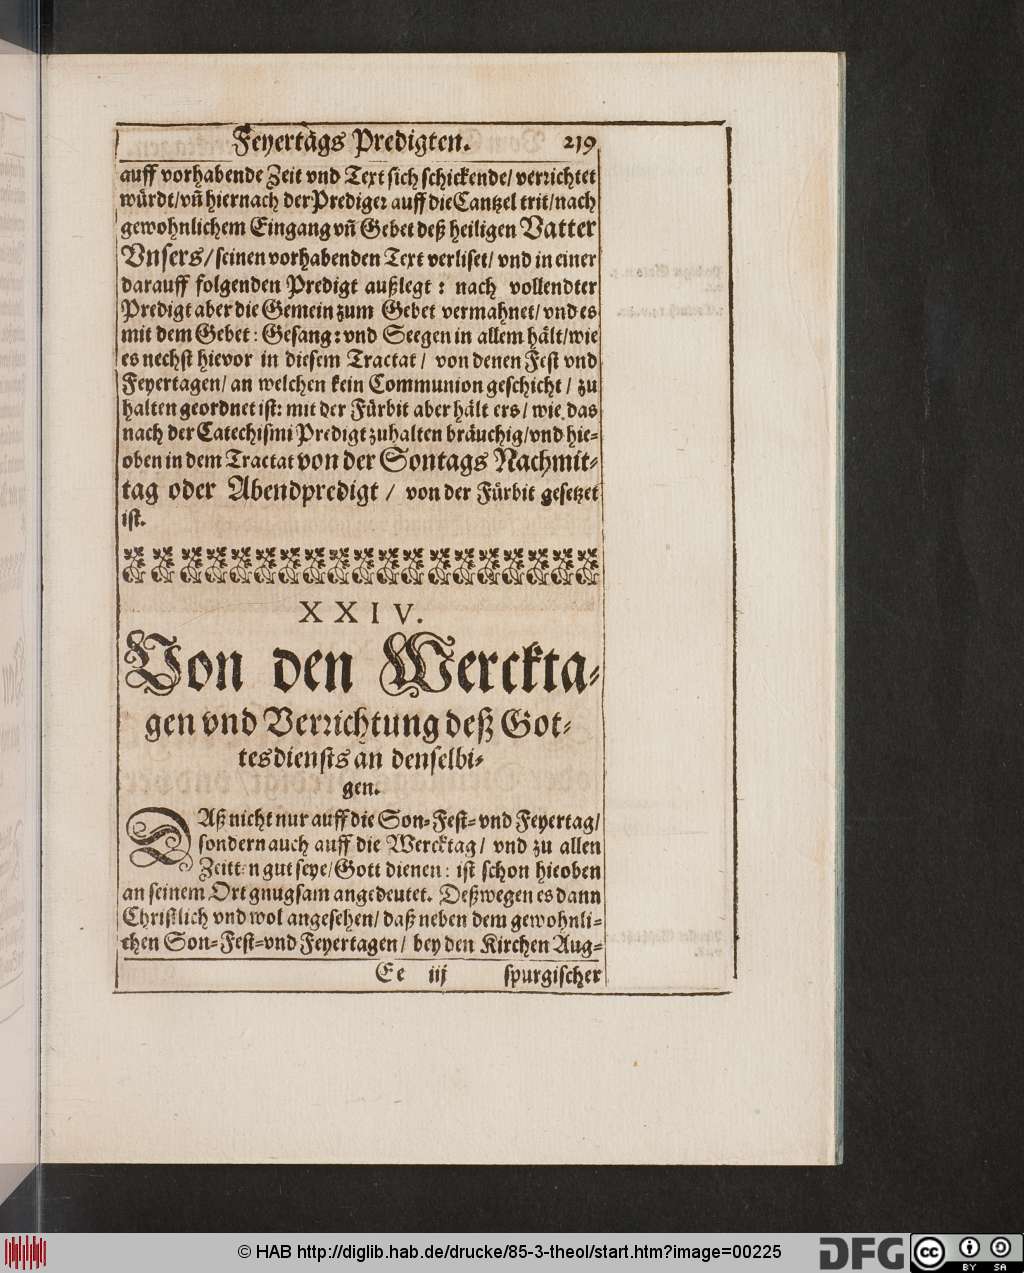 Feyertågs Predigten. 219
auff vorhabende Zeit vnd Text sich schickende/ verrichtet
würdt/ vñ hiernach der Prediger auff die Cantzel trit/ nach
gewohnlichem Eingang vñ Gebet deß heiligen Vatter
Vnsers/ seinen vorhabenden Text verliset/ vnd in einer
darauff folgenden Predigt außlegt : nach vollendter
Predigt aber die Gemein zum Gebet vermahnet/ vnd es
mit dem Gebet : Gesang : vnd Seegen in allem hält/ wie
es nechst hievor in diesem Tractat / von denen Fest vnd
Feyertagen/ an welchen kein Communion geschicht / zu
halten geordnet ist: mit der Fürbit aber hält ers/ wie das
nach der Catechismi Predigt zuhalten bräuchig/ vnd hie-
oben in dem Tractat von der Sontags Nachmit-
tag oder Abendpredigt / von der Fürbit gesetzet
ist.
XXIV.
Von den Werckta-
gen vnd Verrichtung deß Got-
tesdiensts an denselbi-
gen.
DAß nicht nur auff die Son- Fest- vnd Feyertag/
sondern auch auff die Wercktag/ vnd zu allen
Zeitten gut seye/ Gott dienen : ist schon hieoben
an seinem Ort gnugsam angedeutet. Deßwegen es dann
Christlich vnd wol angesehen/ daß neben dem gewohnli-
chen Son- Fest- vnd Feyertagen/ bey den Kirchen Aug-
Ee iij spurgischer
© HAB http://diglib.hab.de/drucke/85-3-theol/start.htm?image=00225
DFG
cc BY SA